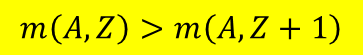 m(A, Z) > m(A, Z + 1)